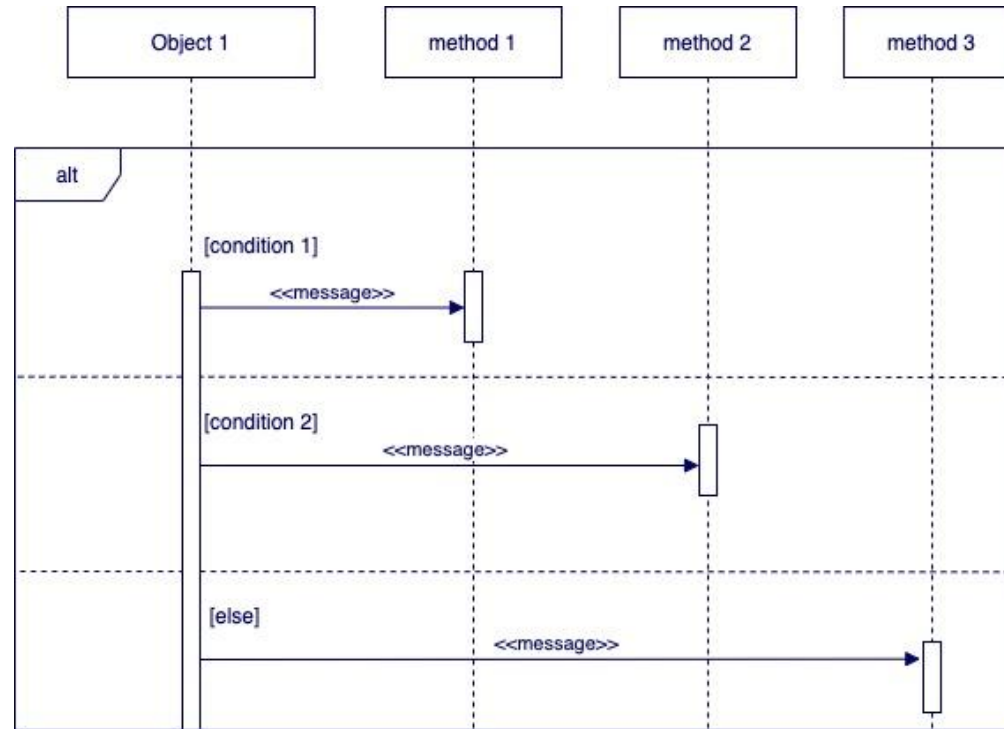 Object 1
method 1
method 2
method 3
alt
[condition 1]
<<message>>
[condition 2]
<<message>>
[else]
<<message>>